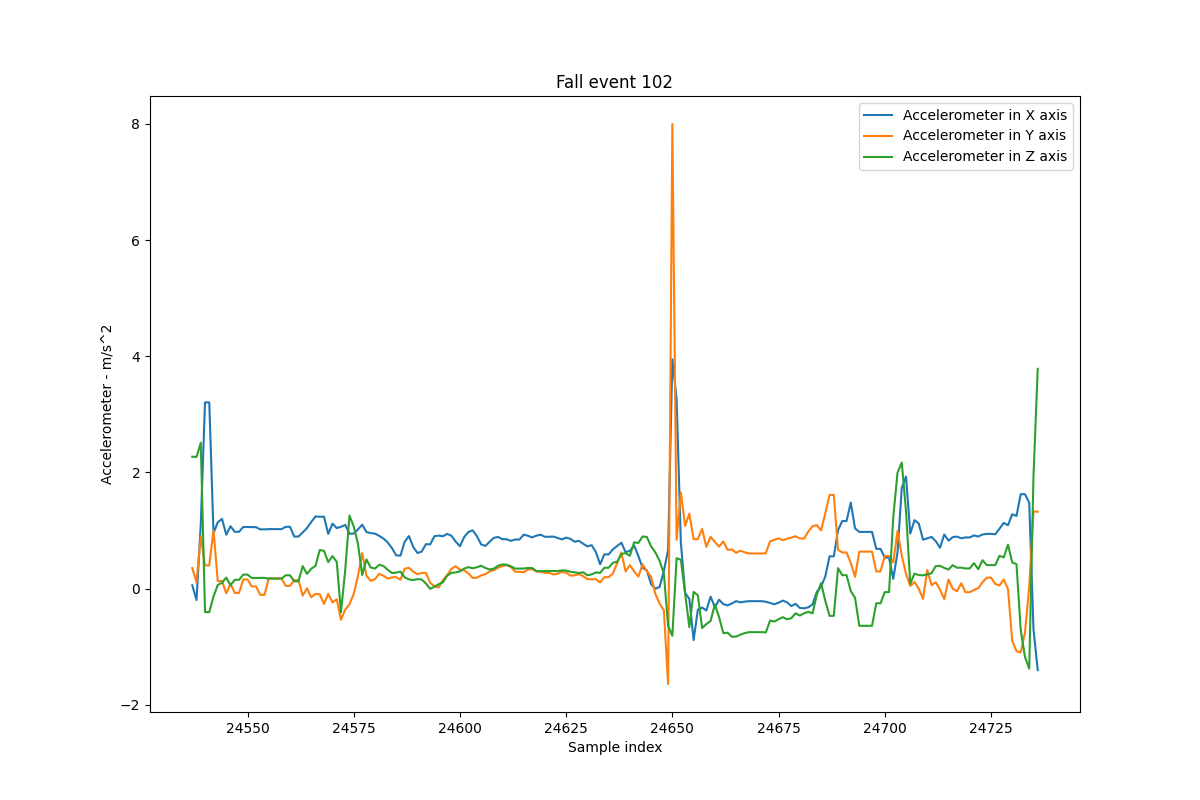 Fall event 102
Accelerometer in X axis
Accelerometer in Y axis
Accelerometer in Z axis
8
6
4
2
0
−2
Accelerometer - m/s^2
24550 24575 24600 24625 24650 24675 24700 24725
Sample index